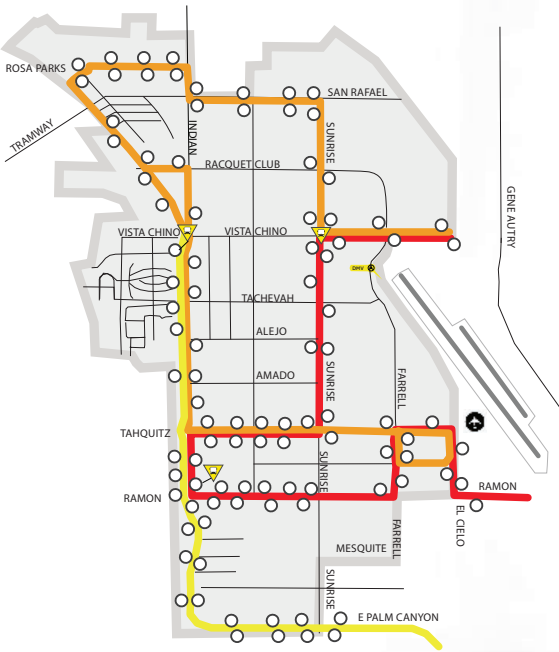 ROSA PARKS
SAN RAFAEL
TRAMWAY
INDIAN
SUNRISE
RACQUET CLUB
GENE AUTRY
VISTA CHINO
VISTA CHINO
DMV
TACHEVAH
ALEJO
SUNRISE
AMADO
FARRELL
TAHQUITZ
SUNRISE
RAMON
RAMON
EL CIELO
FARRELL
MESQUITE
SUNRISE
E PALM CANYON